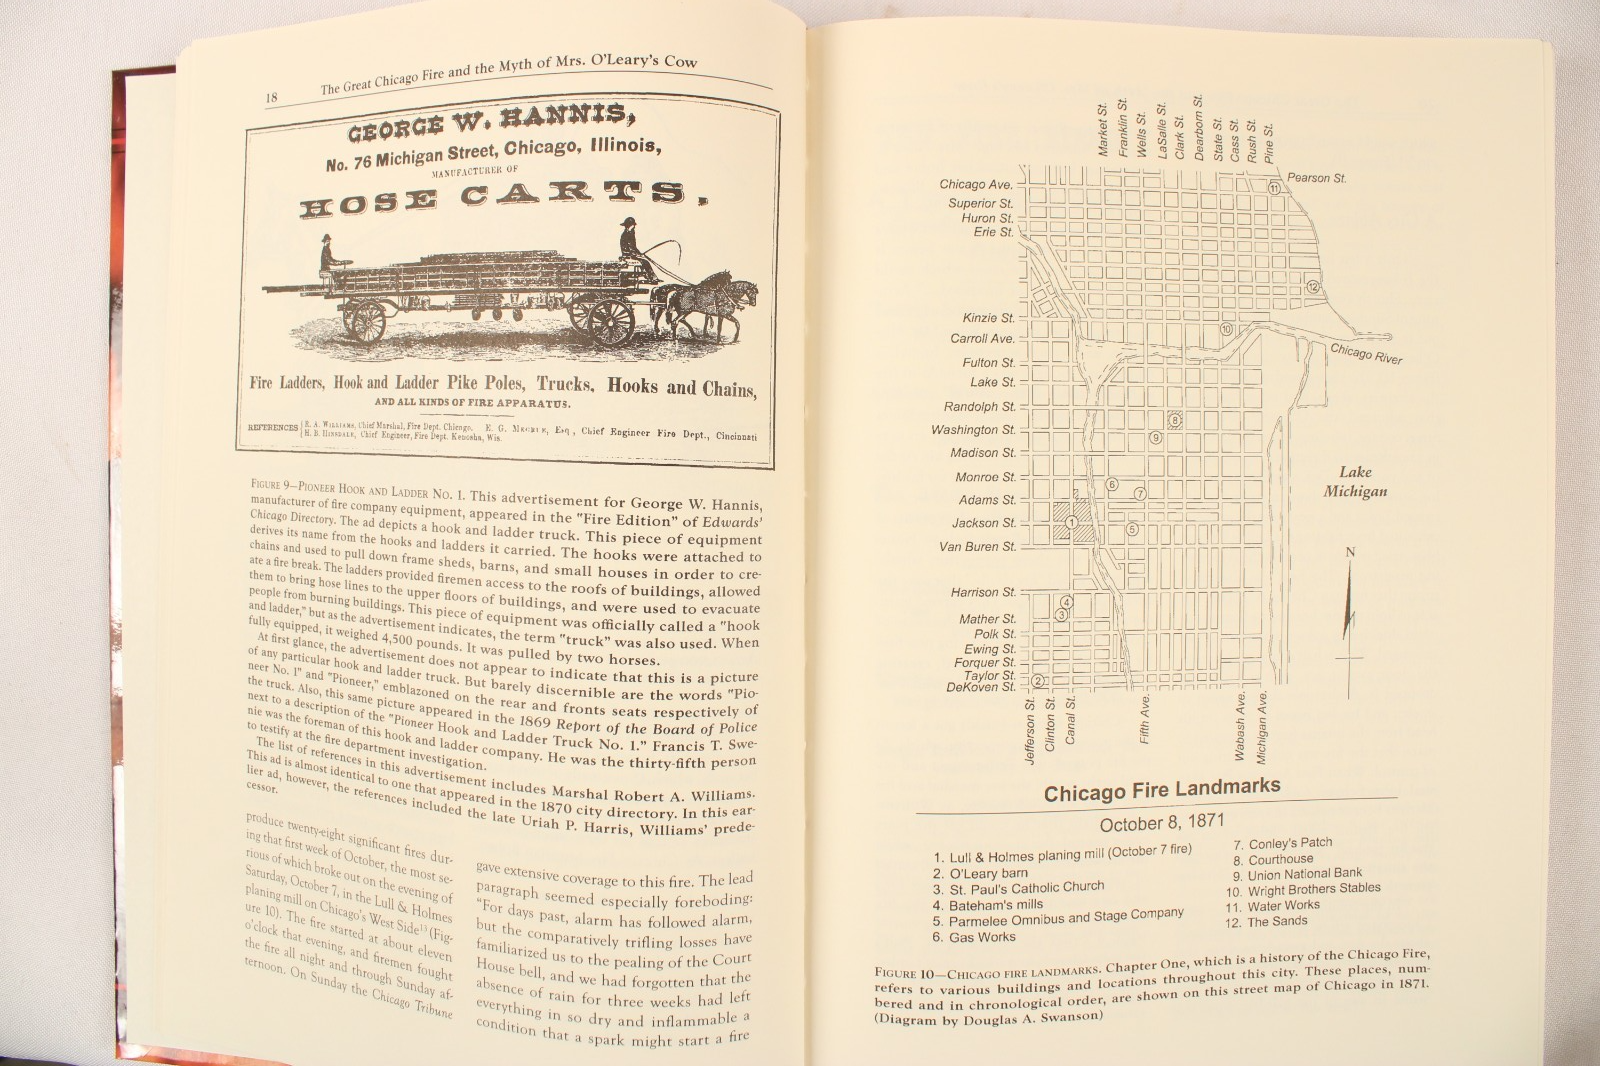 18 The Great Chicago Fire and the Myth of Mrs. O'Leary's Cow
GEORGE W. HANNIS,
No. 76 Michigan Street, Chicago, Illinois,
MANUFACTURER OF
HOSE CARTS.
Fire Ladders, Hook and Ladder Pike Poles, Trucks, Hooks and Chains,
AND ALL KINDS OF FIRE APPARATUS.
REFERENCES R. A. WILLIAMS, Chief Marshal, Fire Dept. Chicago. E. G. Esq, Chief Engineer Fire Dept., Cincinnati
M. B. HINSDALE, Chief Engineer, Fire Dept. Kenosha, Wis.
FIGURE 9—PIONEER HOOK AND LADDER NO. 1. This advertisement for George W. Hannis,
manufacturer of fire company equipment, appeared in the "Fire Edition" of Edwards'
Chicago Directory. The ad depicts a hook and ladder truck. This piece of equipment
derives its name from the hooks and ladders it carried. The hooks were attached to
chains and used to pull down frame sheds, barns, and small houses in order to cre-
ate a fire break. The ladders provided firemen access to the roofs of buildings, allowed
them to bring hose lines to the upper floors of buildings, and were used to evacuate
people from burning buildings. This piece of equipment was officially called a "hook
and ladder," but as the advertisement indicates, the term "truck" was also used. When
fully equipped, it weighed 4,500 pounds. It was pulled by two horses.
At first glance, the advertisement does not appear to indicate that this is a picture
of any particular hook and ladder truck. But barely discernible are the words "Pio-
neer No. 1" and "Pioneer," emblazoned on the rear and fronts seats respectively of
the truck. Also, this same picture appeared in the 1869 Report of the Board of Police
next to a description of the "Pioneer Hook and Ladder Truck No. 1." Francis T. Swe-
nie was the foreman of this hook and ladder company. He was the thirty-fifth person
to testify at the fire department investigation.
The list of references in this advertisement includes Marshal Robert A. Williams.
This ad is almost identical to one that appeared in the 1870 city directory. In this ear-
lier ad, however, the references included the late Uriah P. Harris, Williams' prede-
cessor.
produce twenty-eight significant fires dur-
ing that first week of October, the most se-
rious of which broke out on the evening of
Saturday, October 7, in the Lull & Holmes
planing mill on Chicago's West Side11 (Fig-
ure 10). The fire started at about eleven
o'clock that evening, and firemen fought
the fire all night and through Sunday af-
ternoon. On Sunday the Chicago Tribune
gave extensive coverage to this fire. The lead
paragraph seemed especially foreboding:
"For days past, alarm has followed alarm,
but the comparatively trifling losses have
familiarized us to the pealing of the Court
House bell, and we had forgotten that the
absence of rain for three weeks had left
everything in so dry and inflammable a
condition that a spark might start a fire
Market St.
Franklin St.
Wells St.
LaSalle St.
Clark St.
Dearborn St.
State St.
Cass St.
Rush St.
Pine St.
Pearson St.
Chicago Ave.
Superior St.
Huron St.
Erie St.
Kinzie St.
Carroll Ave.
Fulton St.
Lake St.
Randolph St.
Washington St.
Madison St.
Monroe St.
Adams St.
Jackson St.
Van Buren St.
Harrison St.
Mather St.
Polk St.
Ewing St.
Forquer St.
Taylor St.
DeKoven St.
11
12
10
8
9
6
7
1
5
4
3
2
Chicago River
Lake
Michigan
N
Jefferson St.
Clinton St.
Canal St.
Fifth Ave.
Wabash Ave.
Michigan Ave.
Chicago Fire Landmarks
October 8, 1871
1. Lull & Holmes planing mill (October 7 fire)
2. O'Leary barn
3. St. Paul's Catholic Church
4. Bateham's mills
5. Parmelee Omnibus and Stage Company
6. Gas Works
7. Conley's Patch
8. Courthouse
9. Union National Bank
10. Wright Brothers Stables
11. Water Works
12. The Sands
FIGURE 10—CHICAGO FIRE LANDMARKS. Chapter One, which is a history of the Chicago Fire,
refers to various buildings and locations throughout this city. These places, num-
bered and in chronological order, are shown on this street map of Chicago in 1871.
(Diagram by Douglas A. Swanson)